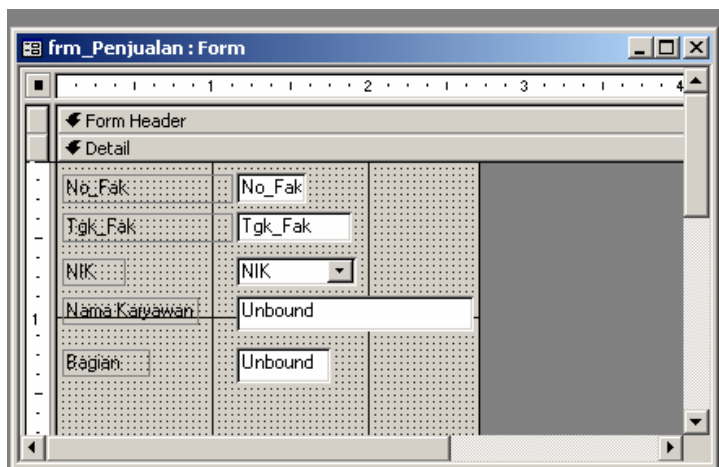 frm_Penjualan : Form
1 2 3 4
Form Header
Detail
No_Fak No_Fak
Tgk_Fak Tgk_Fak
NIK NIK
Nama Karyawan Unbound
1
Bagian: Unbound